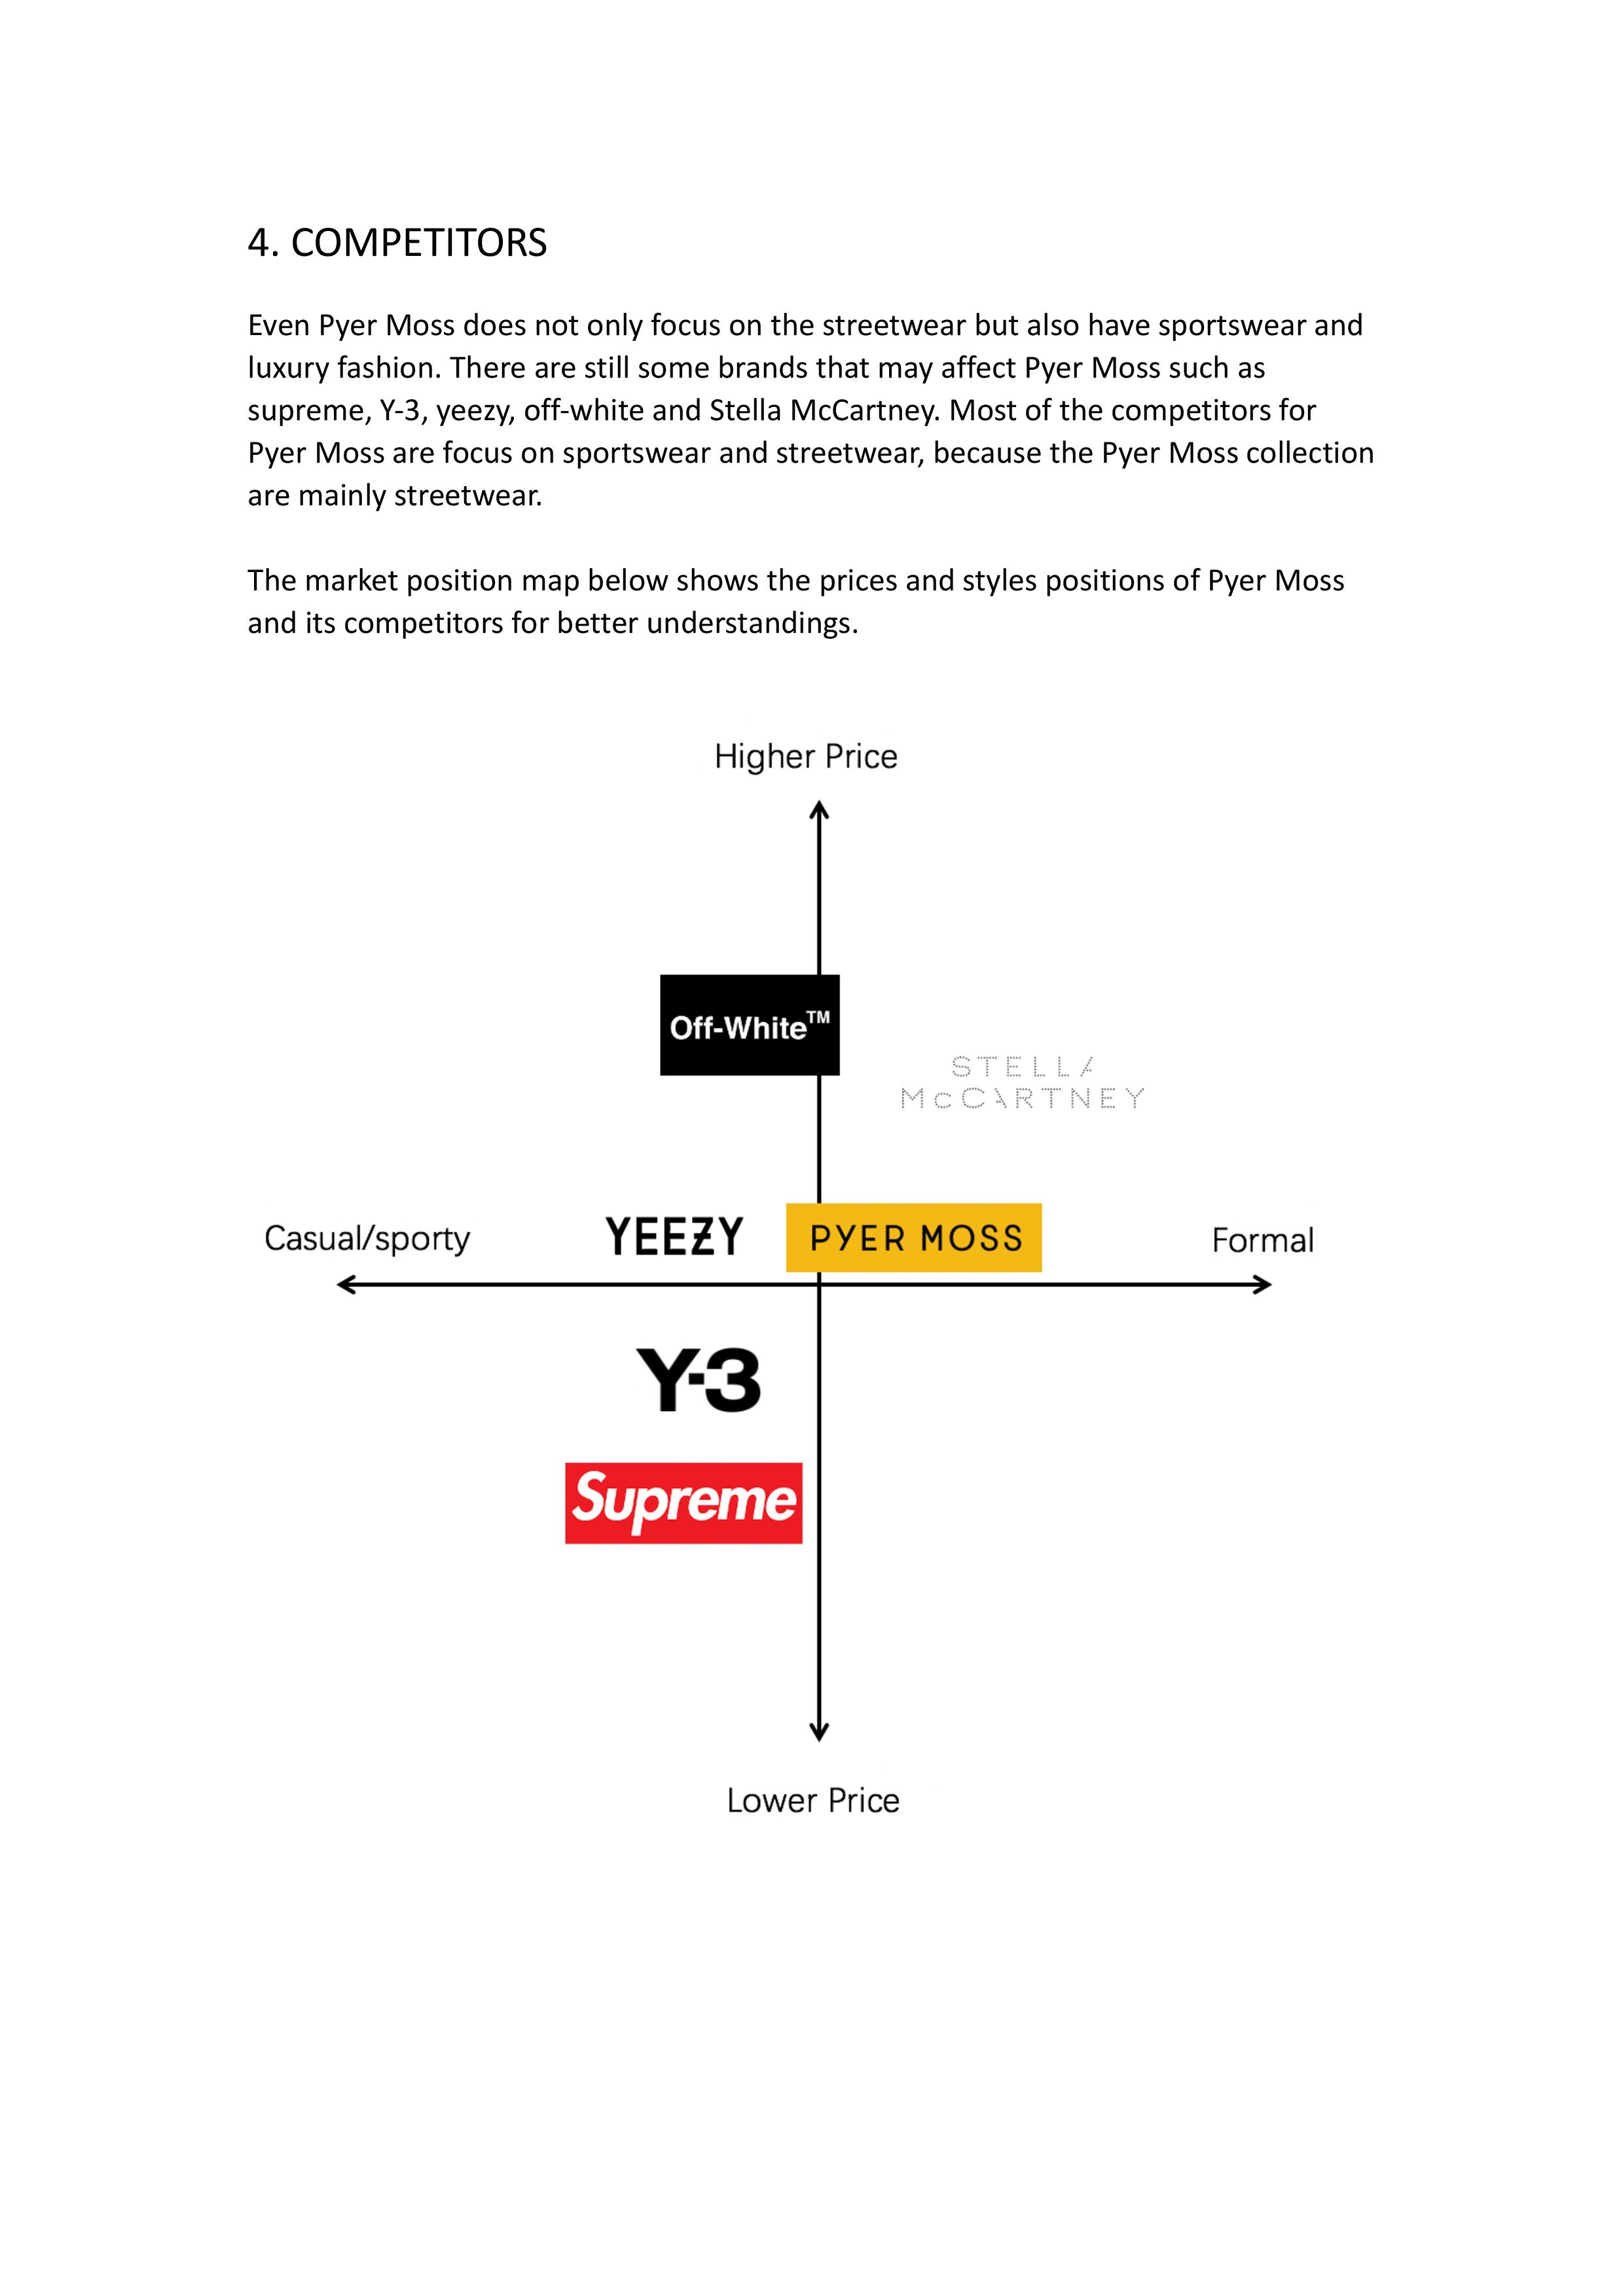 4. COMPETITORS
Even Pyer Moss does not only focus on the streetwear but also have sportswear and
luxury fashion. There are still some brands that may affect Pyer Moss such as
supreme, Y-3, yeezy, off-white and Stella McCartney. Most of the competitors for
Pyer Moss are focus on sportswear and streetwear, because the Pyer Moss collection
are mainly streetwear.
The market position map below shows the prices and styles positions of Pyer Moss
and its competitors for better understandings.
Higher Price
Off-White™
STELLA
McCARTNEY
Casual/sporty
YEEZY
PYER MOSS
Formal
Y-3
Supreme
Lower Price